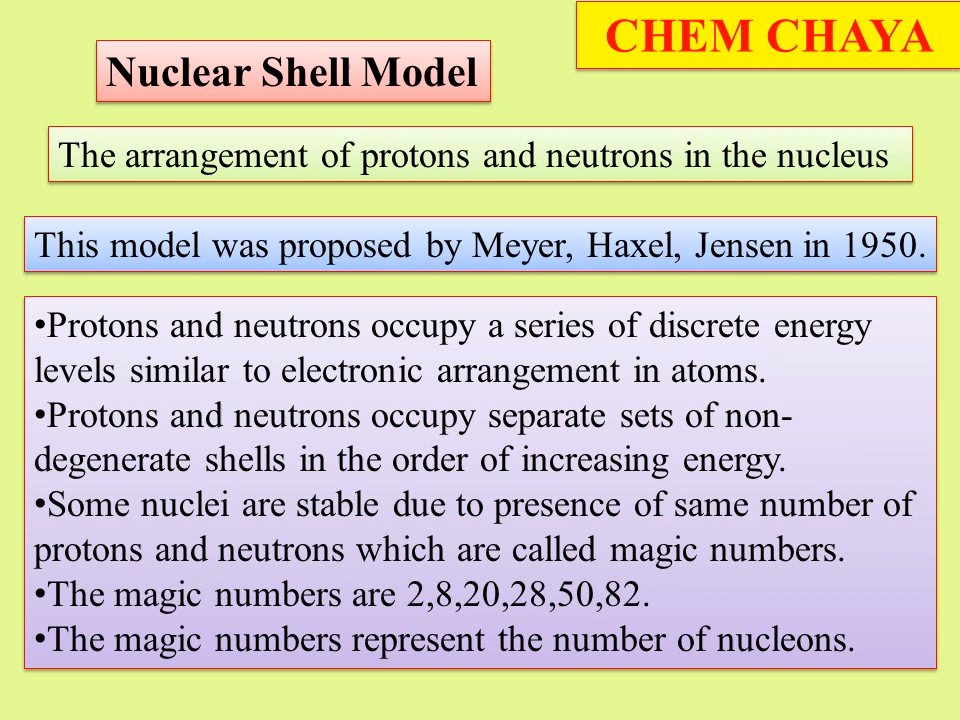 CHEM CHAYA
Nuclear Shell Model
The arrangement of protons and neutrons in the nucleus
This model was proposed by Meyer, Haxel, Jensen in 1950.
•Protons and neutrons occupy a series of discrete energy
levels similar to electronic arrangement in atoms.
•Protons and neutrons occupy separate sets of non-
degenerate shells in the order of increasing energy.
•Some nuclei are stable due to presence of same number of
protons and neutrons which are called magic numbers.
•The magic numbers are 2,8,20,28,50,82.
•The magic numbers represent the number of nucleons.